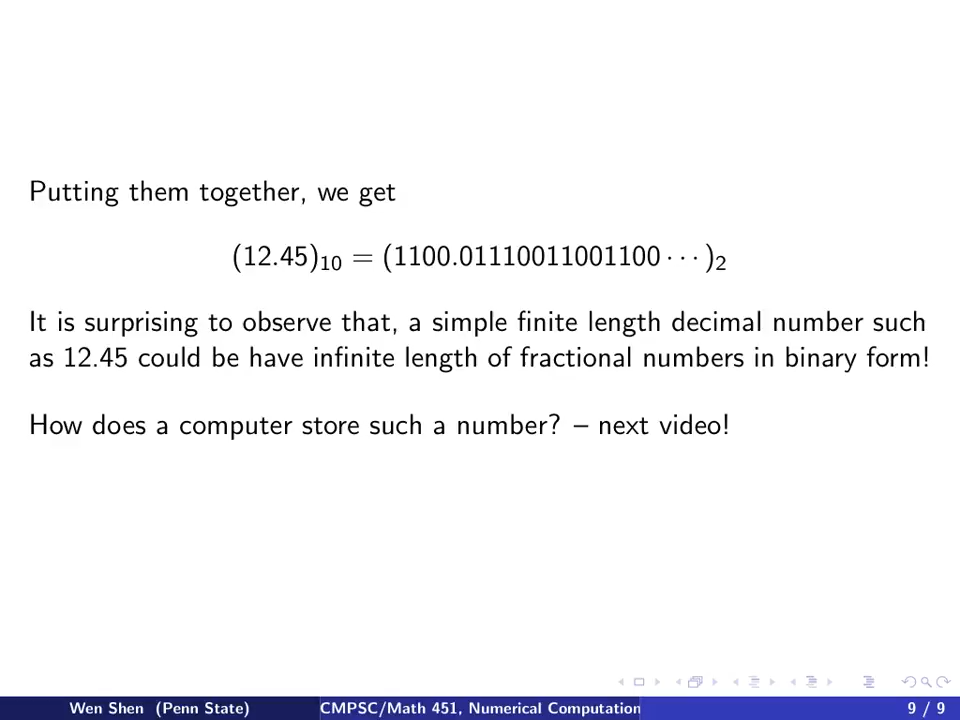 Putting them together, we get
(12.45)₁₀ = (1100.01110011001100 · · · )₂
It is surprising to observe that, a simple finite length decimal number such
as 12.45 could be have infinite length of fractional numbers in binary form!
How does a computer store such a number? – next video!
Wen Shen (Penn State) CMPSC/Math 451, Numerical Computation 9 / 9